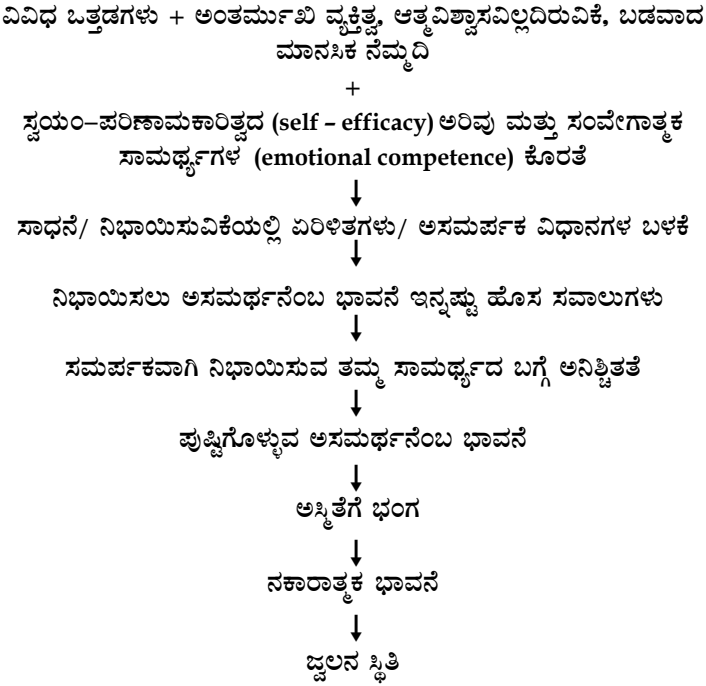 ವಿವಿಧ ಒತ್ತಡಗಳು + ಅಂತರ್ಮುಖಿ ವ್ಯಕ್ತಿತ್ವ, ಆತ್ಮವಿಶ್ವಾಸವಿಲ್ಲದಿರುವಿಕೆ, ಬಡವಾದ
ಮಾನಸಿಕ ನೆಮ್ಮದಿ
+
ಸ್ವಯಂ–ಪರಿಣಾಮಕಾರಿತ್ವದ (self – efficacy) ಅರಿವು ಮತ್ತು ಸಂವೇಗಾತ್ಮಕ
ಸಾಮರ್ಥ್ಯಗಳ (emotional competence) ಕೊರತೆ
↓
ಸಾಧನೆ/ ನಿಭಾಯಿಸುವಿಕೆಯಲ್ಲಿ ಏರಿಳಿತಗಳು/ ಅಸಮರ್ಪಕ ವಿಧಾನಗಳ ಬಳಕೆ
↓
ನಿಭಾಯಿಸಲು ಅಸಮರ್ಥನೆಂಬ ಭಾವನೆ ಇನ್ನಷ್ಟು ಹೊಸ ಸವಾಲುಗಳು
↓
ಸಮರ್ಪಕವಾಗಿ ನಿಭಾಯಿಸುವ ತಮ್ಮ ಸಾಮರ್ಥ್ಯದ ಬಗ್ಗೆ ಅನಿಶ್ಚಿತತೆ
↓
ಪುಷ್ಟಿಗೊಳ್ಳುವ ಅಸಮರ್ಥನೆಂಬ ಭಾವನೆ
↓
ಅಸ್ಮಿತೆಗೆ ಭಂಗ
↓
ನಕಾರಾತ್ಮಕ ಭಾವನೆ
↓
ಜ್ವಲನ ಸ್ಥಿತಿ